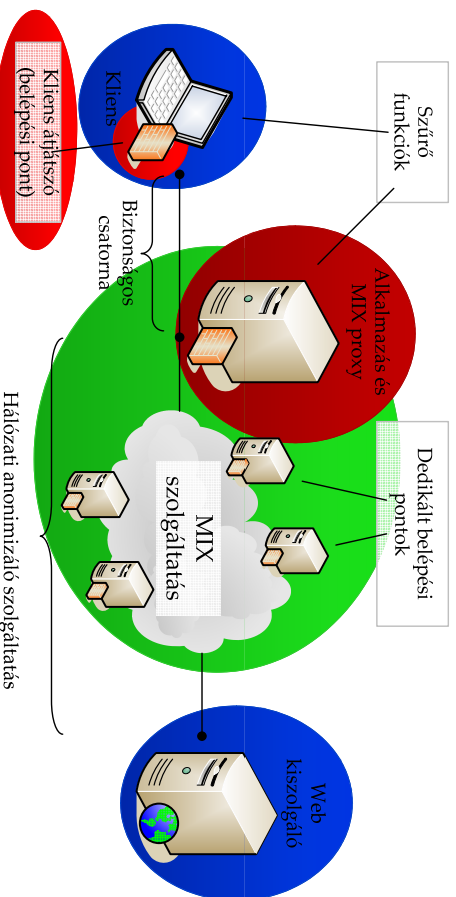 Szűrő
funkciók
Dedikált belépési
pontok
Alkalmazás és
MIX proxy
Web
kiszolgáló
Kliens
MIX
szolgáltatás
Biztonságos
csatorna
Kliens átjátszó
(belépési pont)
Hálózati anonimizáló szolgáltatás